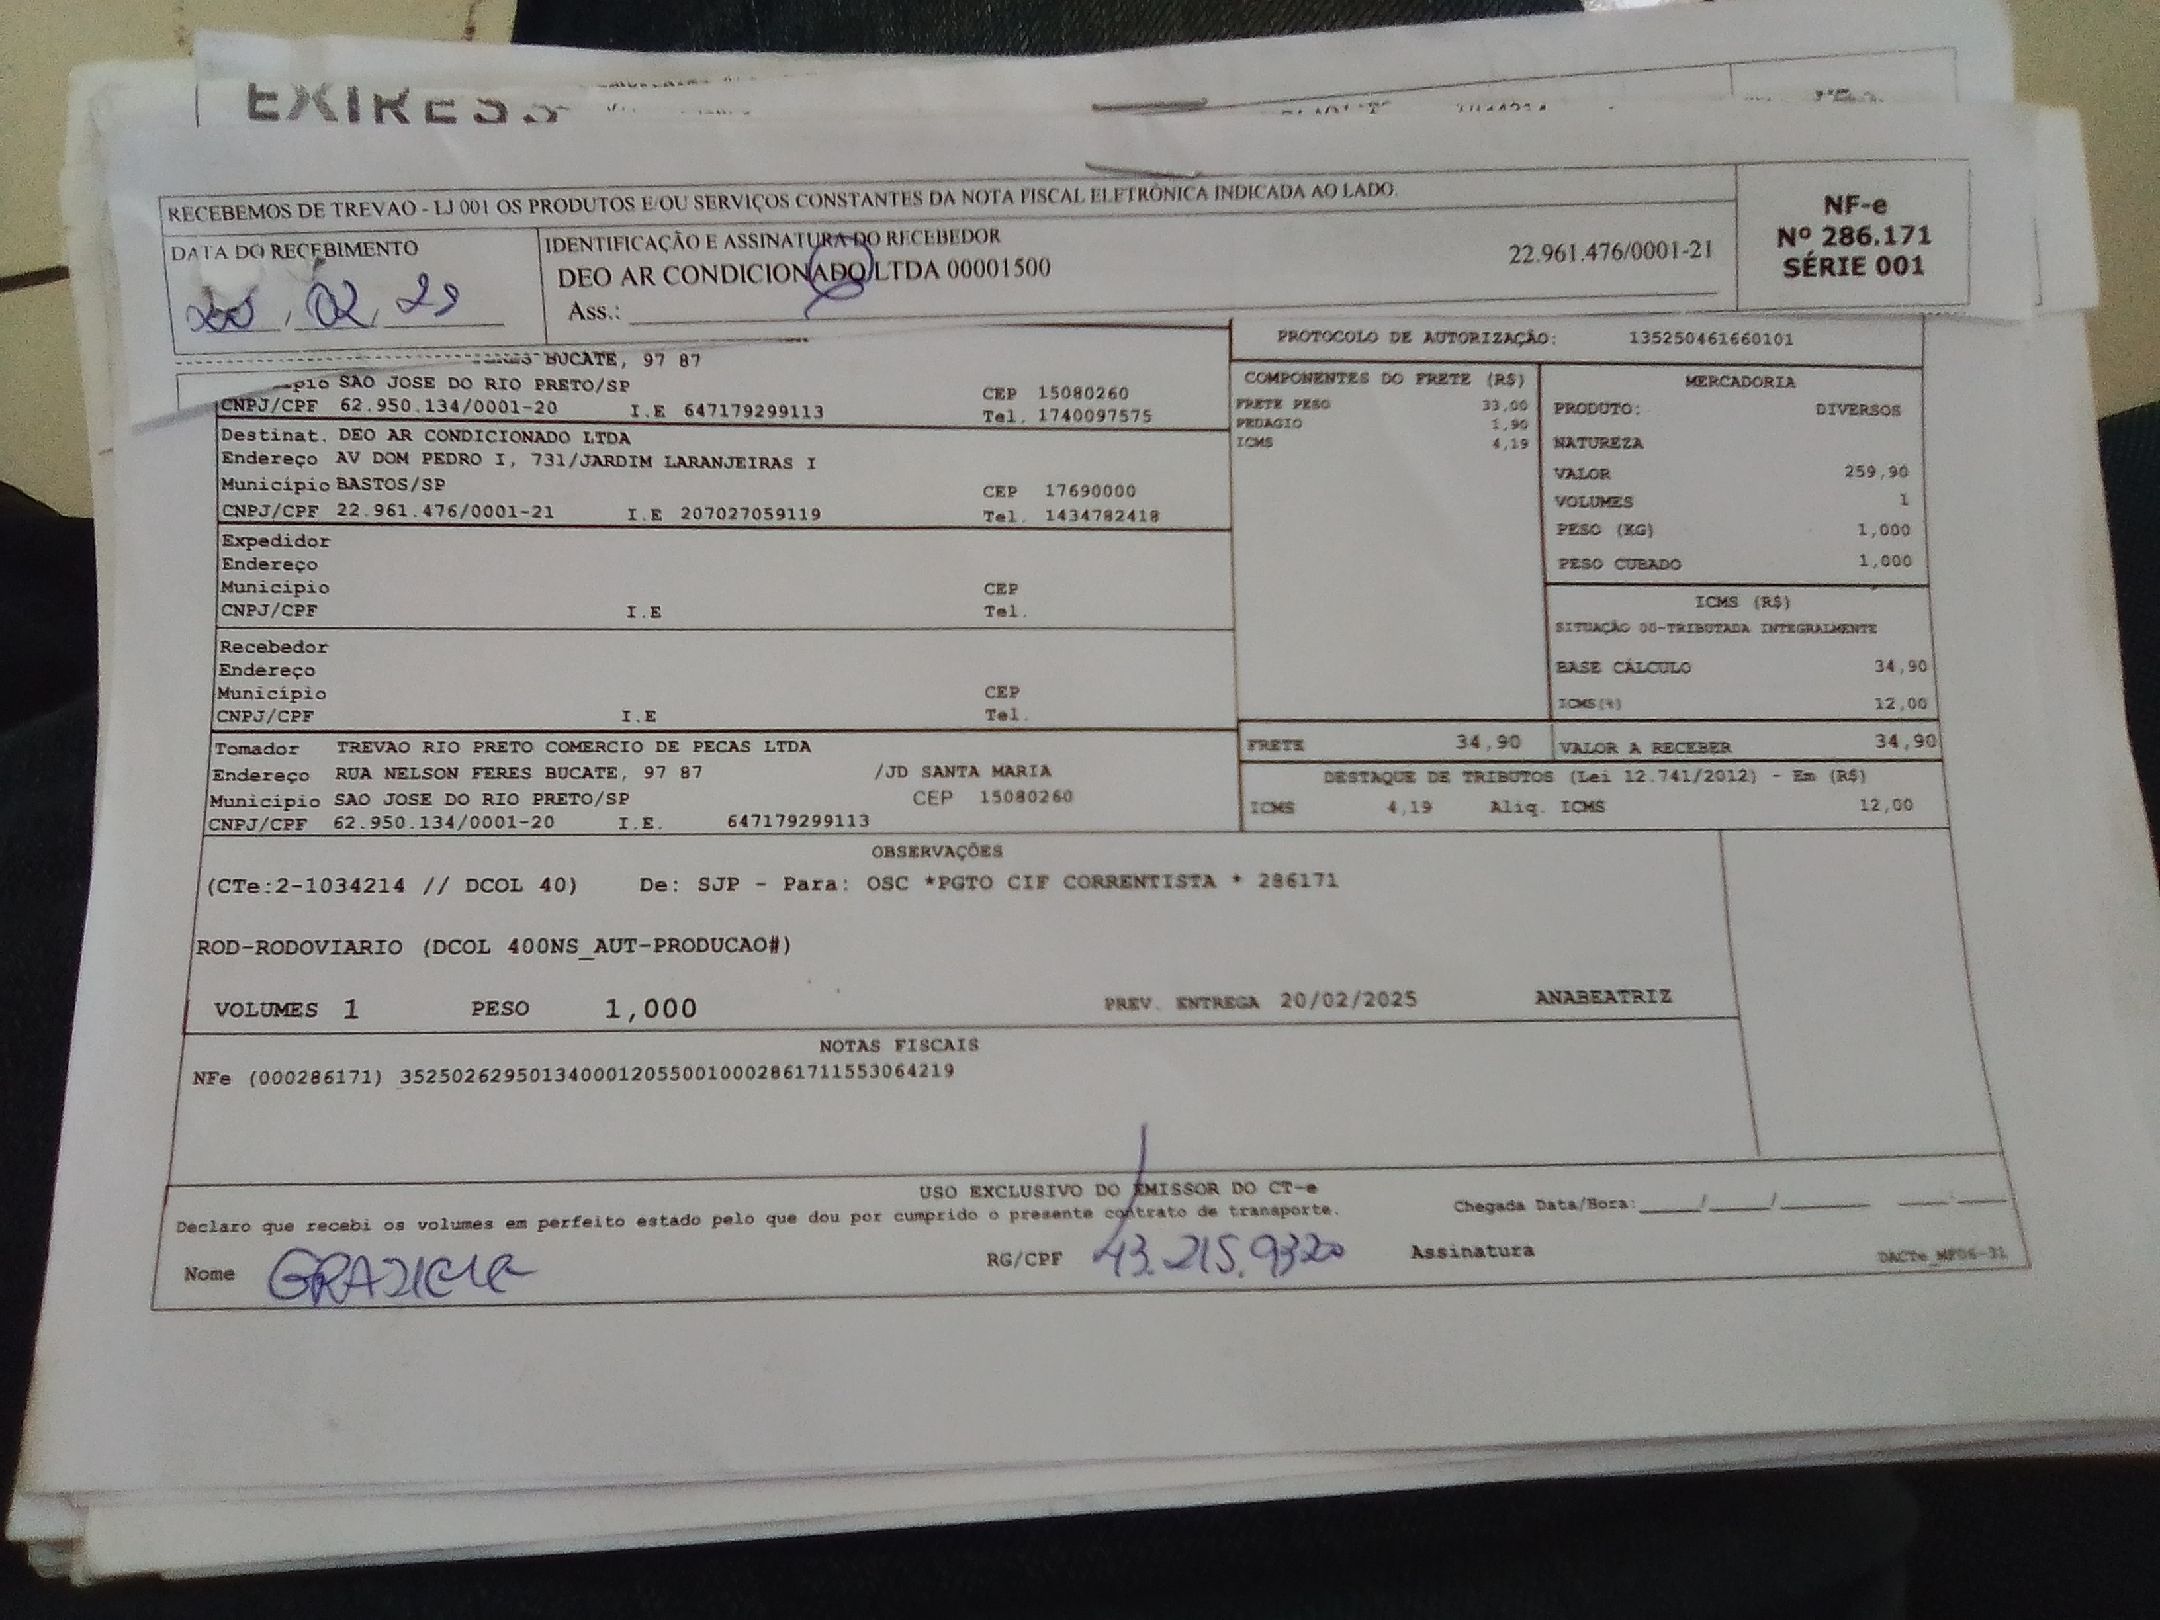 RECEBEMOS DE TREVAO - LJ 001 OS PRODUTOS E/OU SERVIÇOS CONSTANTES DA NOTA FISCAL ELETRÔNICA INDICADA AO LADO.
NF-e
Nº 286.171
SÉRIE 001
DATA DO RECEBIMENTO
IDENTIFICAÇÃO E ASSINATURA DO RECEBEDOR
DEO AR CONDICIONADO LTDA 00001500 22.961.476/0001-21
Ass.:
BUCATE, 97 87
SAO JOSE DO RIO PRETO/SP CEP 15080260
CNPJ/CPF 62.950.134/0001-20 I.E 647179299113 Tel. 1740097575
Destinat. DEO AR CONDICIONADO LTDA
Endereço AV DOM PEDRO I, 731/JARDIM LARANJEIRAS I
Município BASTOS/SP CEP 17690000
CNPJ/CPF 22.961.476/0001-21 I.E 207027059119 Tel. 1434782418
Expedidor
Endereço
Município CEP
CNPJ/CPF I.E Tel.
Recebedor
Endereço
Município CEP
CNPJ/CPF I.E Tel.
Tomador TREVAO RIO PRETO COMERCIO DE PECAS LTDA
Endereço RUA NELSON FERES BUCATE, 97 87 /JD SANTA MARIA
Município SAO JOSE DO RIO PRETO/SP CEP 15080260
CNPJ/CPF 62.950.134/0001-20 I.E. 647179299113
PROTOCOLO DE AUTORIZAÇÃO: 135250461660101
COMPONENTES DO FRETE (R$)
FRETE PESO 33,00
PEDAGIO 1,90
ICMS 4,19
MERCADORIA
PRODUTO: DIVERSOS
NATUREZA
VALOR 259,90
VOLUMES 1
PESO (KG) 1,000
PESO CUBADO 1,000
ICMS (R$)
SITUAÇÃO 00-TRIBUTADA INTEGRALMENTE
BASE CÁLCULO 34,90
ICMS(%) 12,00
FRETE 34,90 VALOR A RECEBER 34,90
DESTAQUE DE TRIBUTOS (Lei 12.741/2012) - Em (R$)
ICMS 4,19 Aliq. ICMS 12,00
OBSERVAÇÕES
(CTe:2-1034214 // DCOL 40) De: SJP - Para: OSC *PGTO CIF CORRENTISTA * 286171
ROD-RODOVIARIO (DCOL 400NS_AUT-PRODUCAO#)
VOLUMES 1 PESO 1,000 PREV. ENTREGA 20/02/2025 ANABEATRIZ
NOTAS FISCAIS
NFe (000286171) 35250262950134000120550010002861711553064219
USO EXCLUSIVO DO EMISSOR DO CT-e
Declaro que recebi os volumes em perfeito estado pelo que dou por cumprido o presente contrato de transporte. Chegada Data/Hora:
Nome RG/CPF 43.215.9320 Assinatura DACTe_MP06-31